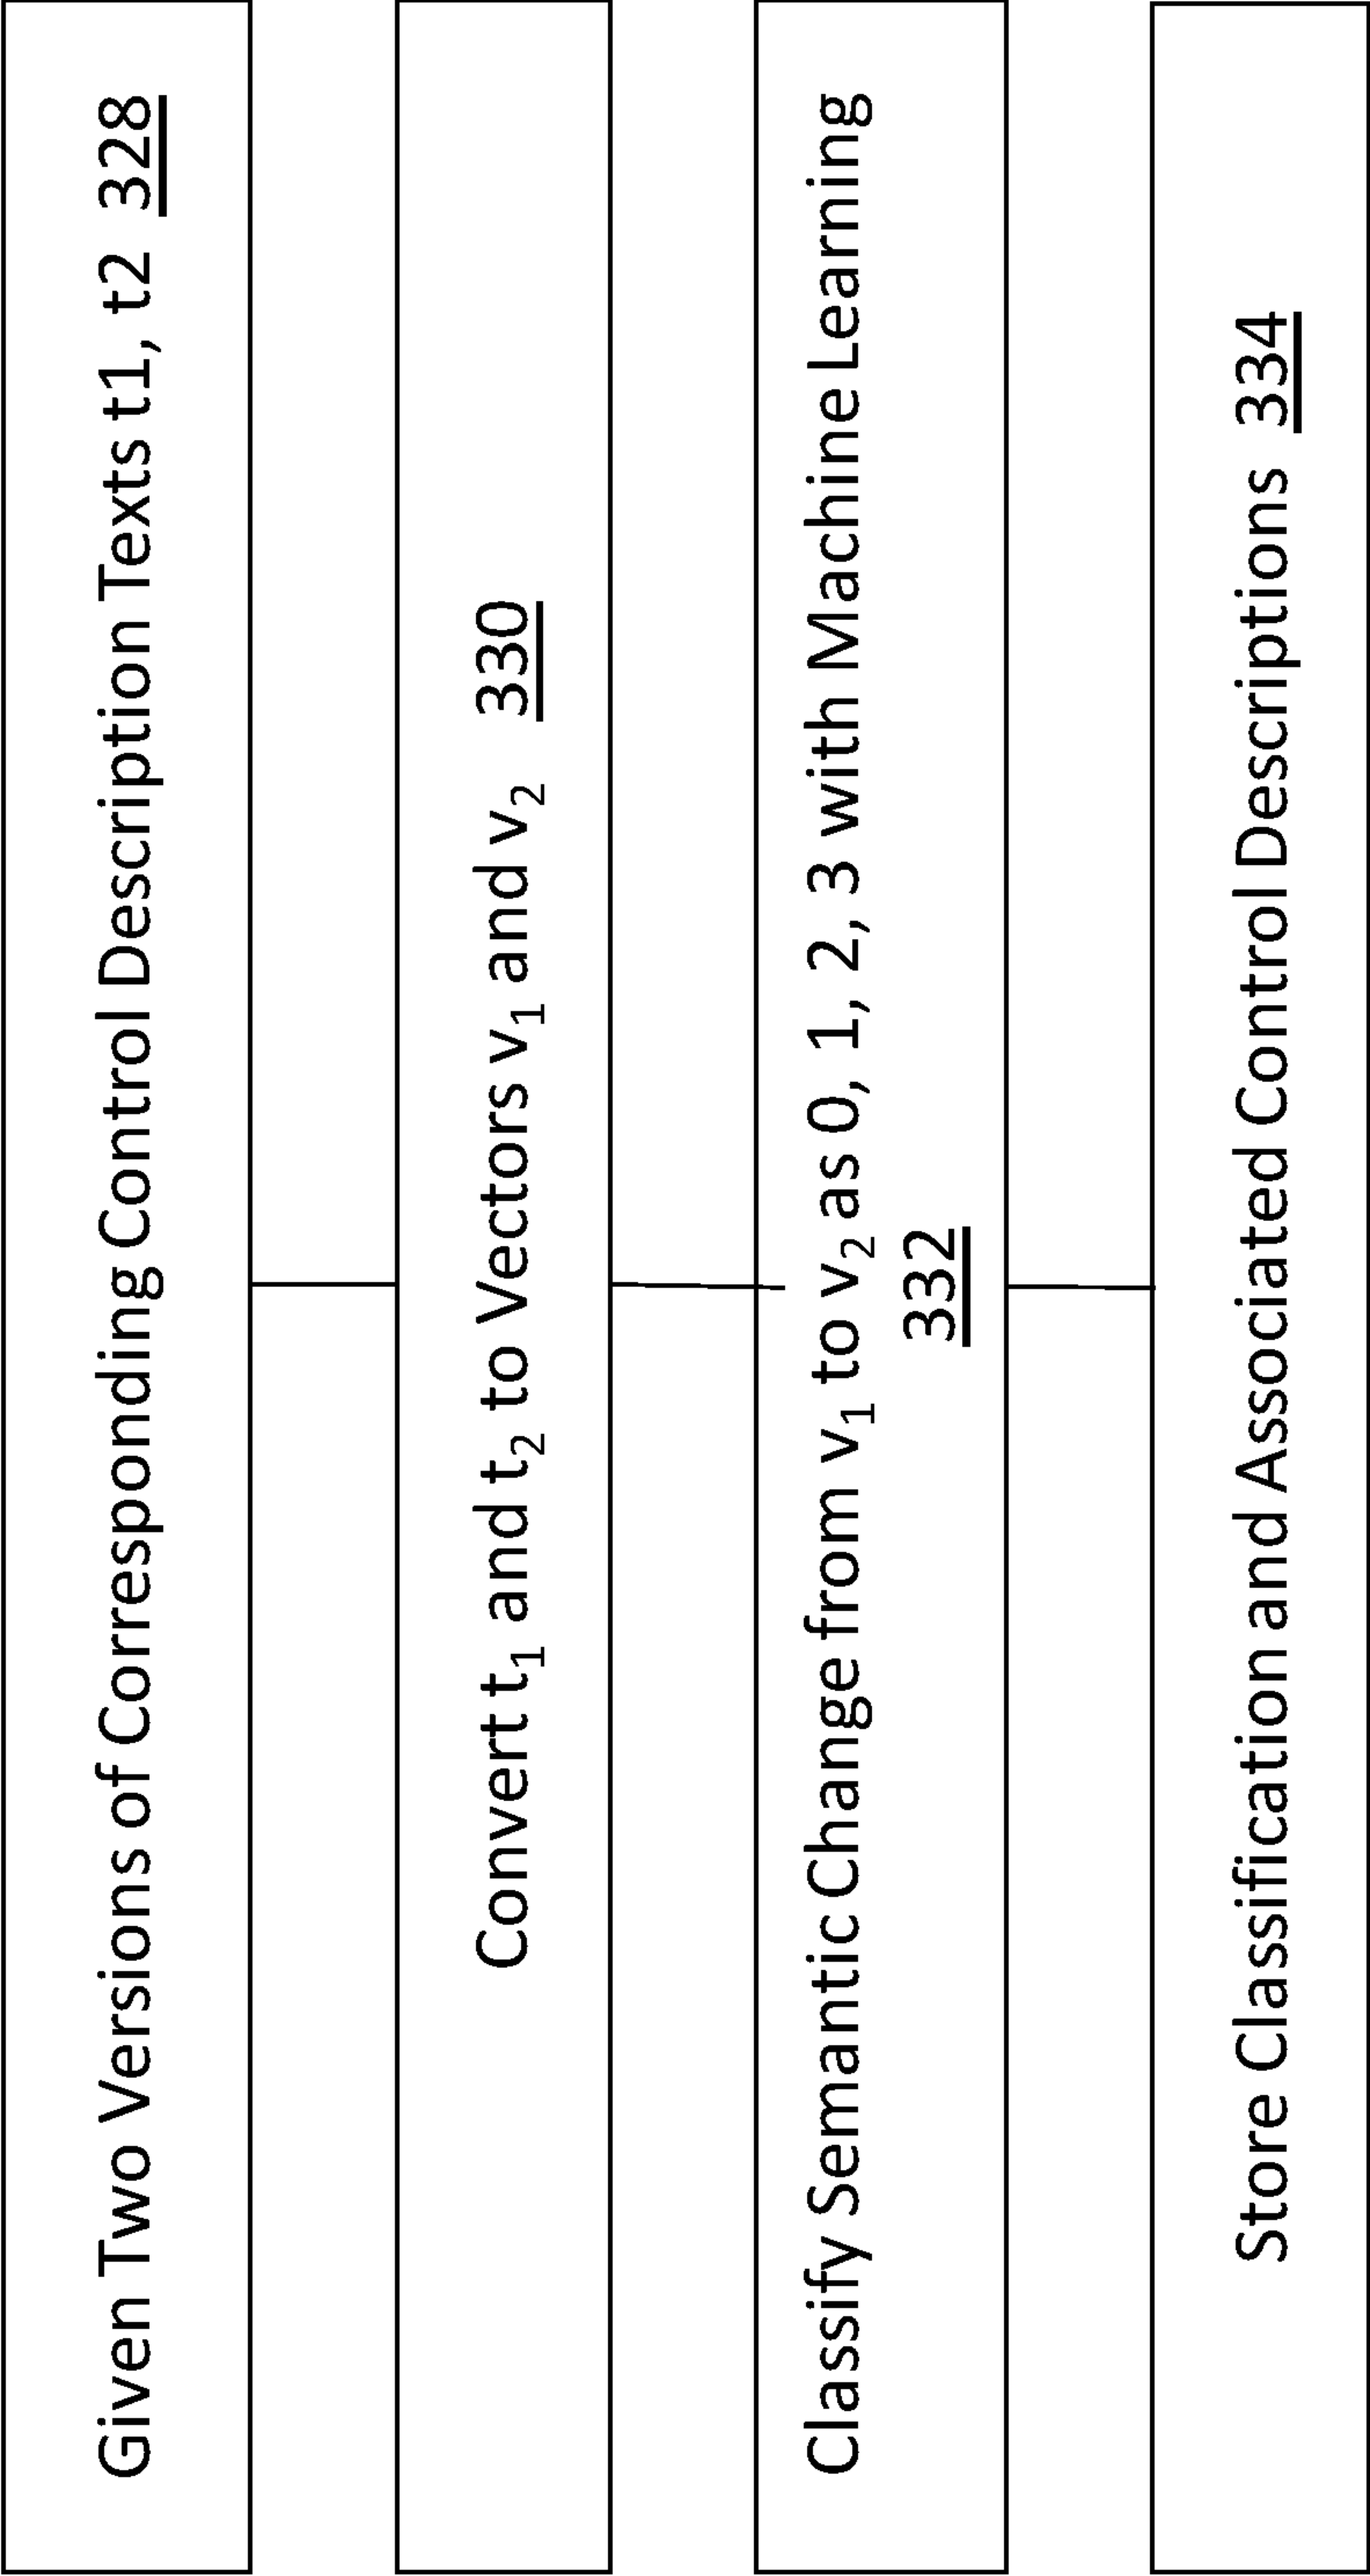 Given Two Versions of Corresponding Control Description Texts t1, t2 328
Convert t₁ and t₂ to Vectors v₁ and v₂ 330
Classify Semantic Change from v₁ to v₂ as 0, 1, 2, 3 with Machine Learning
332
Store Classification and Associated Control Descriptions 334